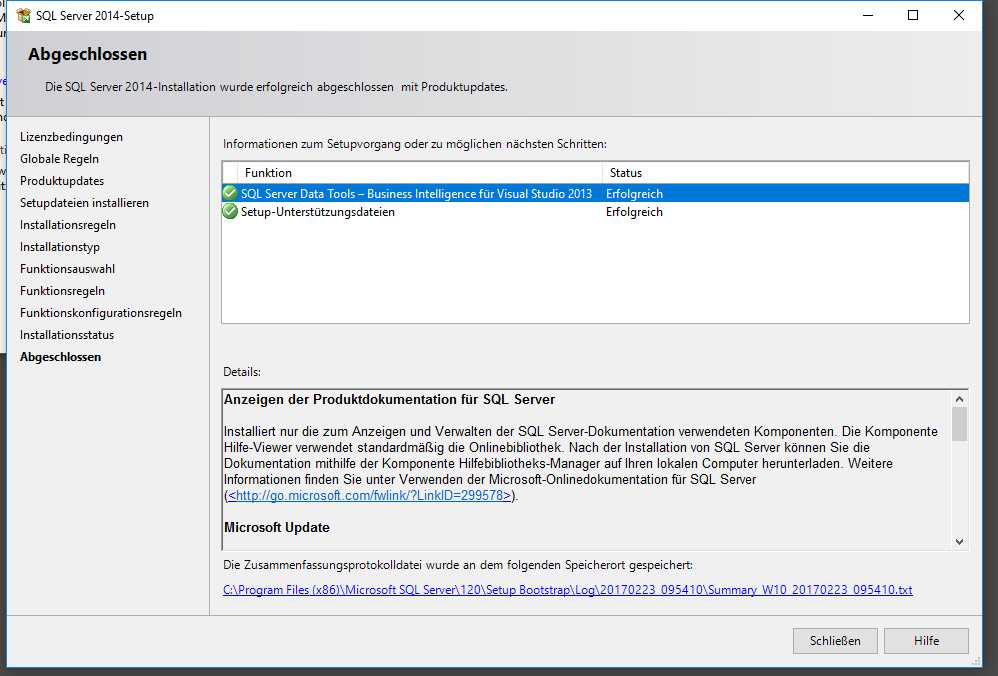 SQL Server 2014-Setup
Abgeschlossen
Die SQL Server 2014-Installation wurde erfolgreich abgeschlossen mit Produktupdates.
Lizenzbedingungen
Globale Regeln
Produktupdates
Setupdateien installieren
Installationsregeln
Installationstyp
Funktionsauswahl
Funktionsregeln
Funktionskonfigurationsregeln
Installationsstatus
Abgeschlossen
Informationen zum Setupvorgang oder zu möglichen nächsten Schritten:
Funktion Status
SQL Server Data Tools – Business Intelligence für Visual Studio 2013 Erfolgreich
Setup-Unterstützungsdateien Erfolgreich
Details:
Anzeigen der Produktdokumentation für SQL Server
Installiert nur die zum Anzeigen und Verwalten der SQL Server-Dokumentation verwendeten Komponenten. Die Komponente
Hilfe-Viewer verwendet standardmäßig die Onlinebibliothek. Nach der Installation von SQL Server können Sie die
Dokumentation mithilfe der Komponente Hilfebibliotheks-Manager auf Ihren lokalen Computer herunterladen. Weitere
Informationen finden Sie unter Verwenden der Microsoft-Onlinedokumentation für SQL Server
(<http://go.microsoft.com/fwlink/?LinkID=299578>).
Microsoft Update
Die Zusammenfassungsprotokolldatei wurde an dem folgenden Speicherort gespeichert:
C:\Program Files (x86)\Microsoft SQL Server\120\Setup Bootstrap\Log\20170223_095410\Summary_W10_20170223_095410.txt
Schließen
Hilfe